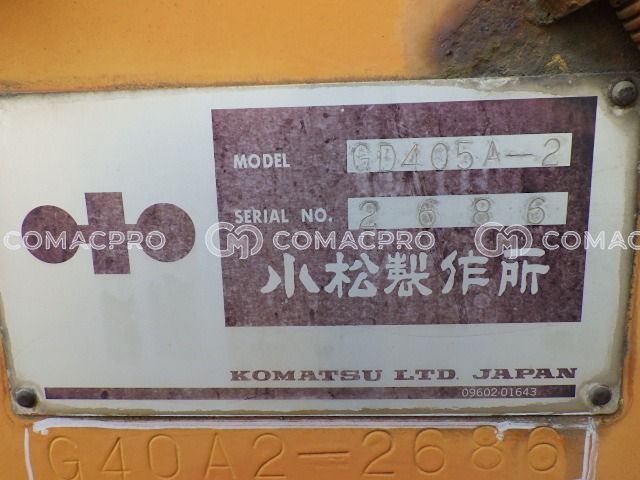 MODEL GD405A-2
SERIAL NO. 2686
COMACPRO COMACPRO COMACPRO
小松製作所
KOMATSU LTD. JAPAN
09602-01643
G40A2-2686